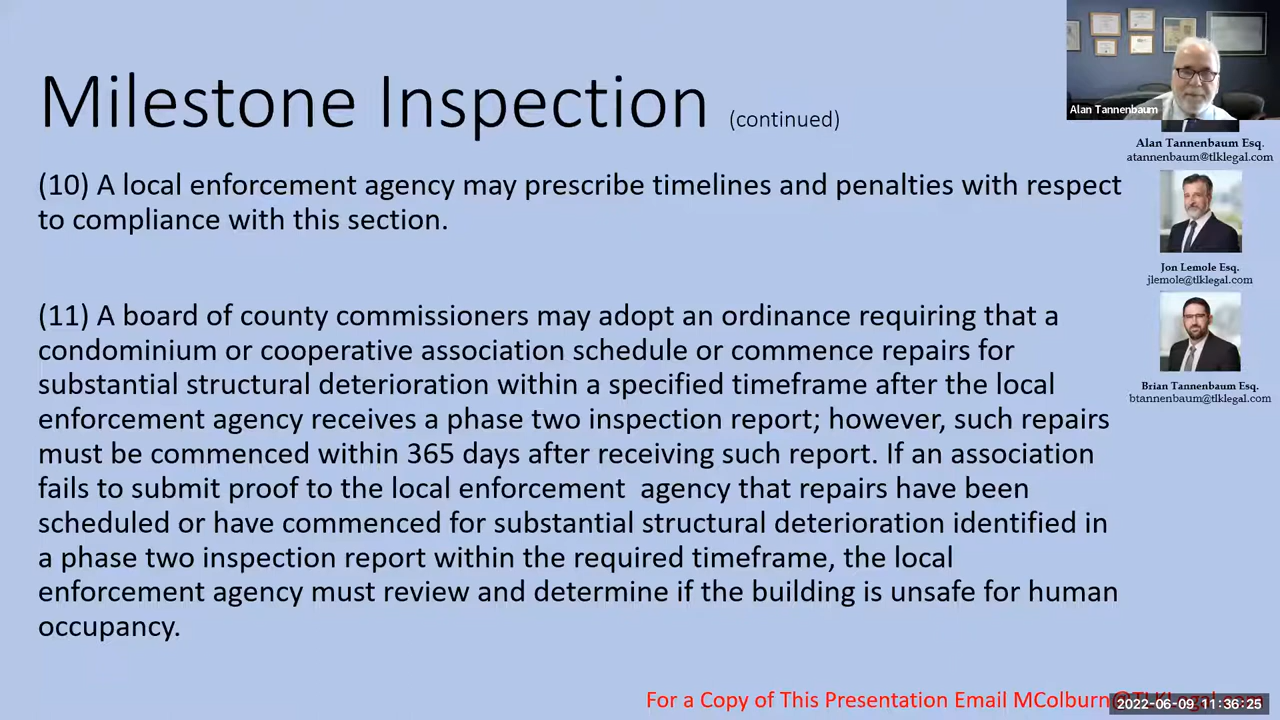 Milestone Inspection (continued)
(10) A local enforcement agency may prescribe timelines and penalties with respect
to compliance with this section.
(11) A board of county commissioners may adopt an ordinance requiring that a
condominium or cooperative association schedule or commence repairs for
substantial structural deterioration within a specified timeframe after the local
enforcement agency receives a phase two inspection report; however, such repairs
must be commenced within 365 days after receiving such report. If an association
fails to submit proof to the local enforcement agency that repairs have been
scheduled or have commenced for substantial structural deterioration identified in
a phase two inspection report within the required timeframe, the local
enforcement agency must review and determine if the building is unsafe for human
occupancy.
Alan Tannenbaum
Alan Tannenbaum Esq.
atannenbaum@tlklegal.com
Jon Lemole Esq.
jlemole@tlklegal.com
Brian Tannenbaum Esq.
btannenbaum@tlklegal.com
For a Copy of This Presentation Email MColburn@TLKLegal.com
2022-06-09, 11:36:25